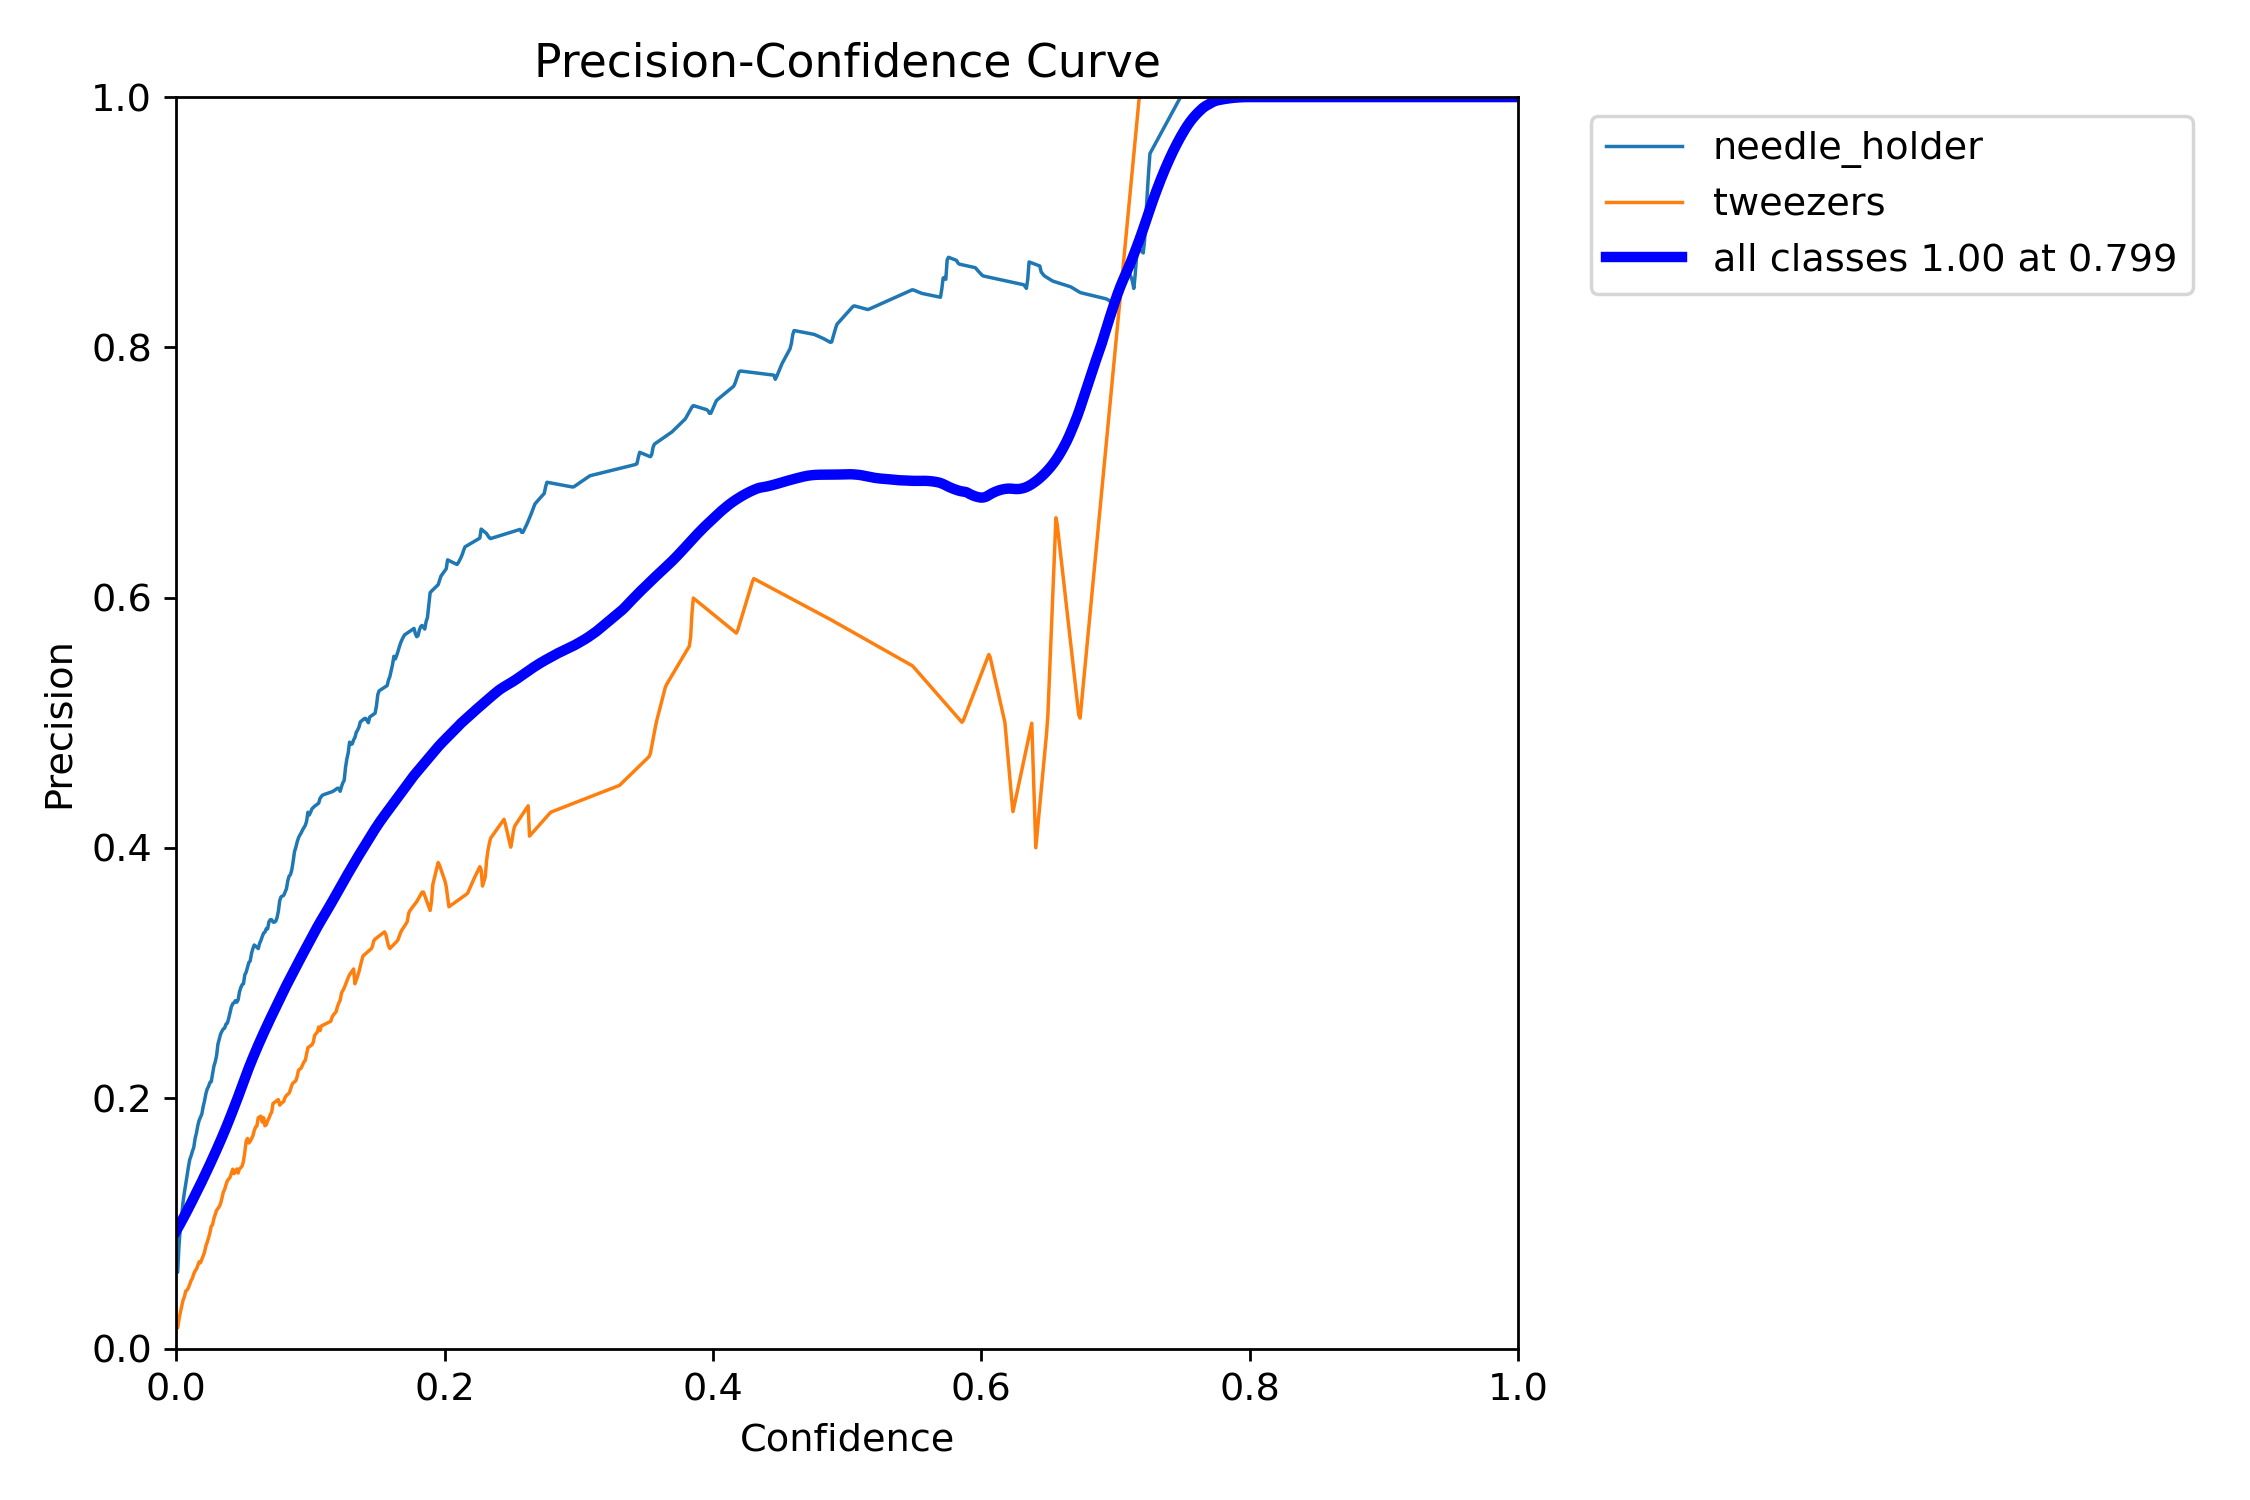 Precision-Confidence Curve
1.0
0.8
0.6
0.4
0.2
0.0
Precision
0.0 0.2 0.4 0.6 0.8 1.0
Confidence
needle_holder
tweezers
all classes 1.00 at 0.799